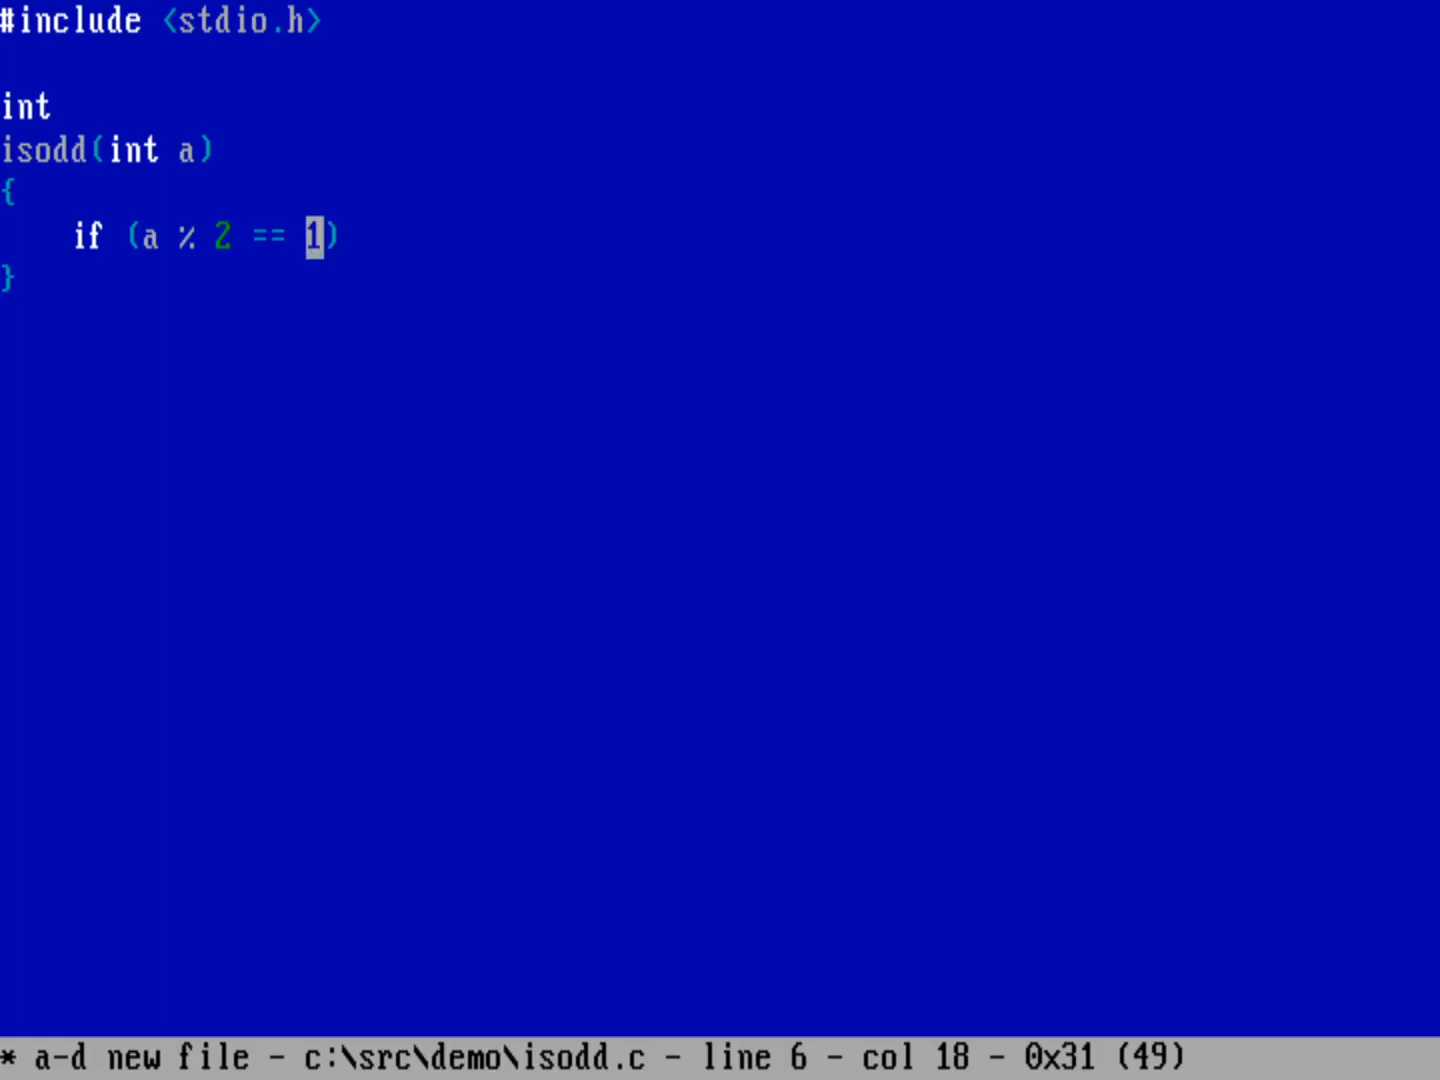 #include <stdio.h>
int
isodd(int a)
{
    if (a % 2 == 1)
}
* a-d new file - c:\src\demo\isodd.c - line 6 - col 18 - 0x31 (49)